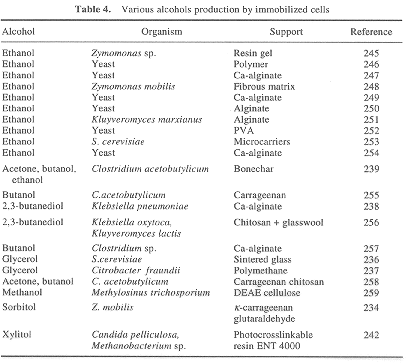 Table 4. Various alcohols production by immobilized cells
Alcohol Organism Support Reference
Ethanol Zymomonas sp. Resin gel 245
Ethanol Yeast Polymer 246
Ethanol Yeast Ca-alginate 247
Ethanol Zymomonas mobilis Fibrous matrix 248
Ethanol Yeast Ca-alginate 249
Ethanol Yeast Alginate 250
Ethanol Kluyveromyces marxianus Alginate 251
Ethanol Yeast PVA 252
Ethanol S. cerevisiae Microcarriers 253
Ethanol Yeast Ca-alginate 254
Acetone, butanol, Clostridium acetobutylicum Bonechar 239
ethanol
Butanol C.acetobutylicum Carrageenan 255
2,3-butanediol Klebsiella pneumoniae Ca-alginate 238
2,3-butanediol Klebsiella oxytoca, Chitosan + glasswool 256
Kluyveromyces lactis
Butanol Clostridium sp. Ca-alginate 257
Glycerol S.cerevisiae Sintered glass 236
Glycerol Citrobacter fraundii Polymethane 237
Acetone, butanol C. acetobutylicum Carrageenan chitosan 258
Methanol Methylosinus trichosporium DEAE cellulose 259
Sorbitol Z. mobilis κ-carrageenan 234
glutaraldehyde
Xylitol Candida pelliculosa, Photocrosslinkable 242
Methanobacterium sp. resin ENT 4000